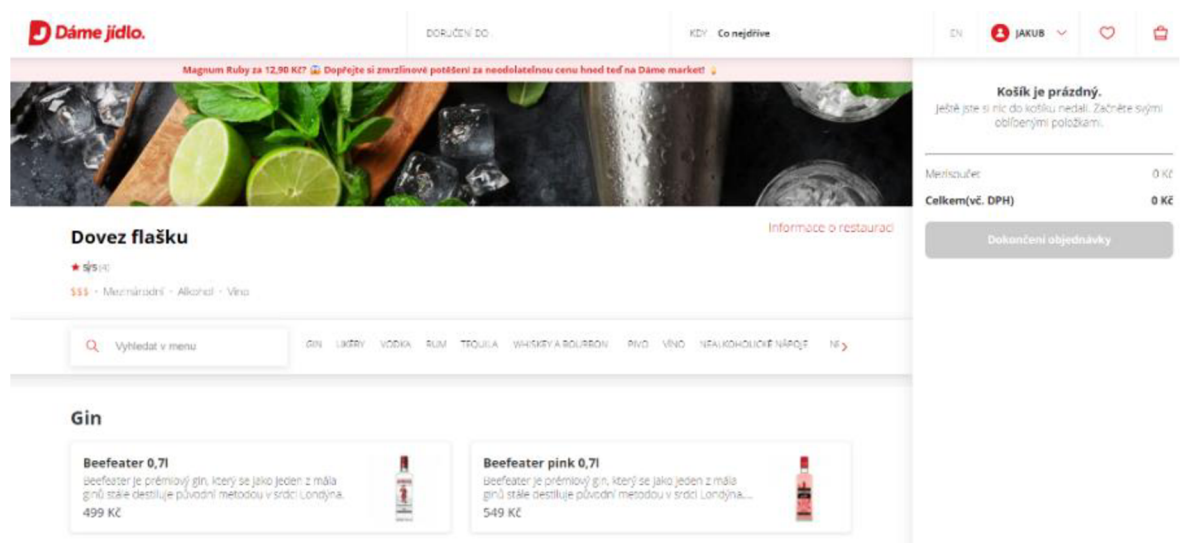 Dáme jídlo.
DORUČENÍ DO
KDY Co nejdříve
EN
JAKUB
Magnum Ruby za 12,90 Kč? 😱 Dopřejte si zmrzlinové potěšení za neodolatelnou cenu hned teď na Dáme market! 🍦
Košík je prázdný.
Ještě jste si nic do košíku nedali. Začněte svými
oblíbenými položkami.
Mezisoučet 0 Kč
Celkem(vč. DPH) 0 Kč
Dokončení objednávky
Dovez flašku
Informace o restauraci
★ 5/5 (4)
$$$ • Mezinárodní • Alkohol • Víno
Vyhledat v menu
GIN LIKÉRY VODKA RUM TEQUILA WHISKEY A BOURBON PIVO VÍNO NEALKOHOLICKÉ NÁPOJE
Gin
Beefeater 0,7l
Beefeater je prémiový gin, který se jako jeden z mála
ginů stále destiluje původní metodou v srdci Londýna.
499 Kč
Beefeater pink 0,7l
Beefeater je prémiový gin, který se jako jeden z mála
ginů stále destiluje původní metodou v srdci Londýna....
549 Kč